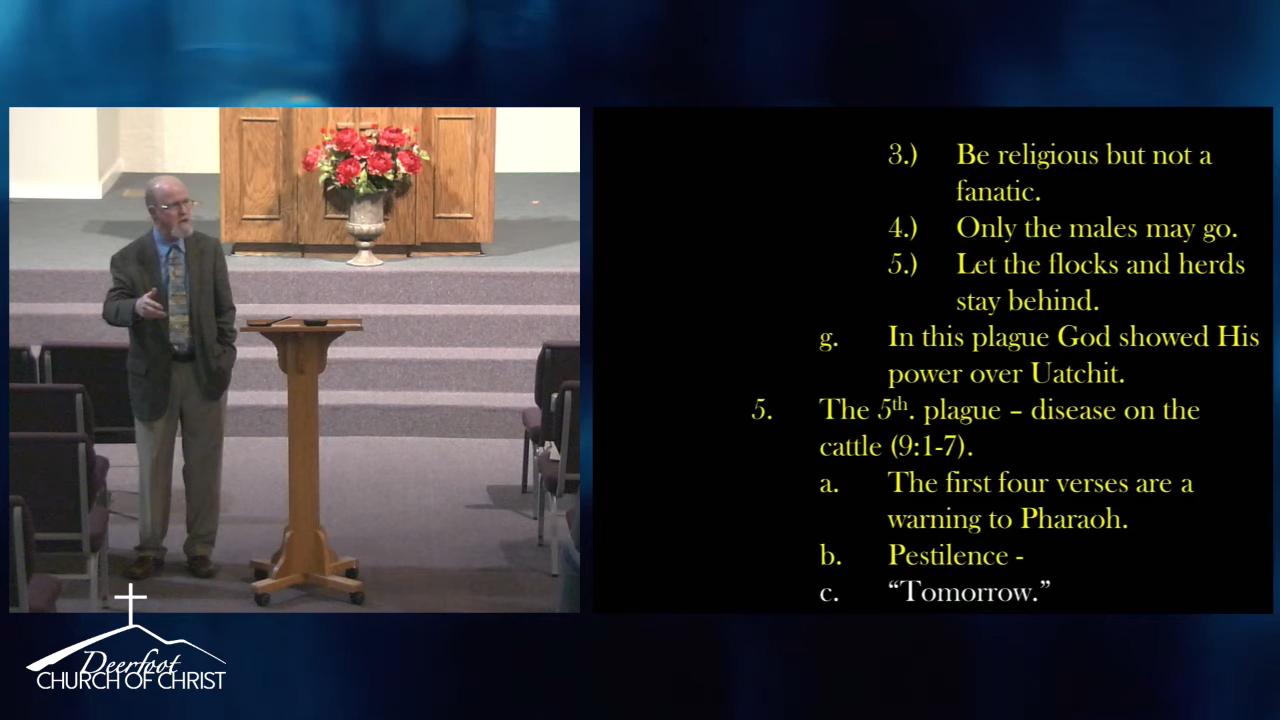 3.) Be religious but not a
fanatic.
4.) Only the males may go.
5.) Let the flocks and herds
stay behind.
g. In this plague God showed His
power over Uatchit.
5. The 5th. plague – disease on the
cattle (9:1-7).
a. The first four verses are a
warning to Pharaoh.
b. Pestilence -
c. “Tomorrow.”
Deerfoot
CHURCH OF CHRIST